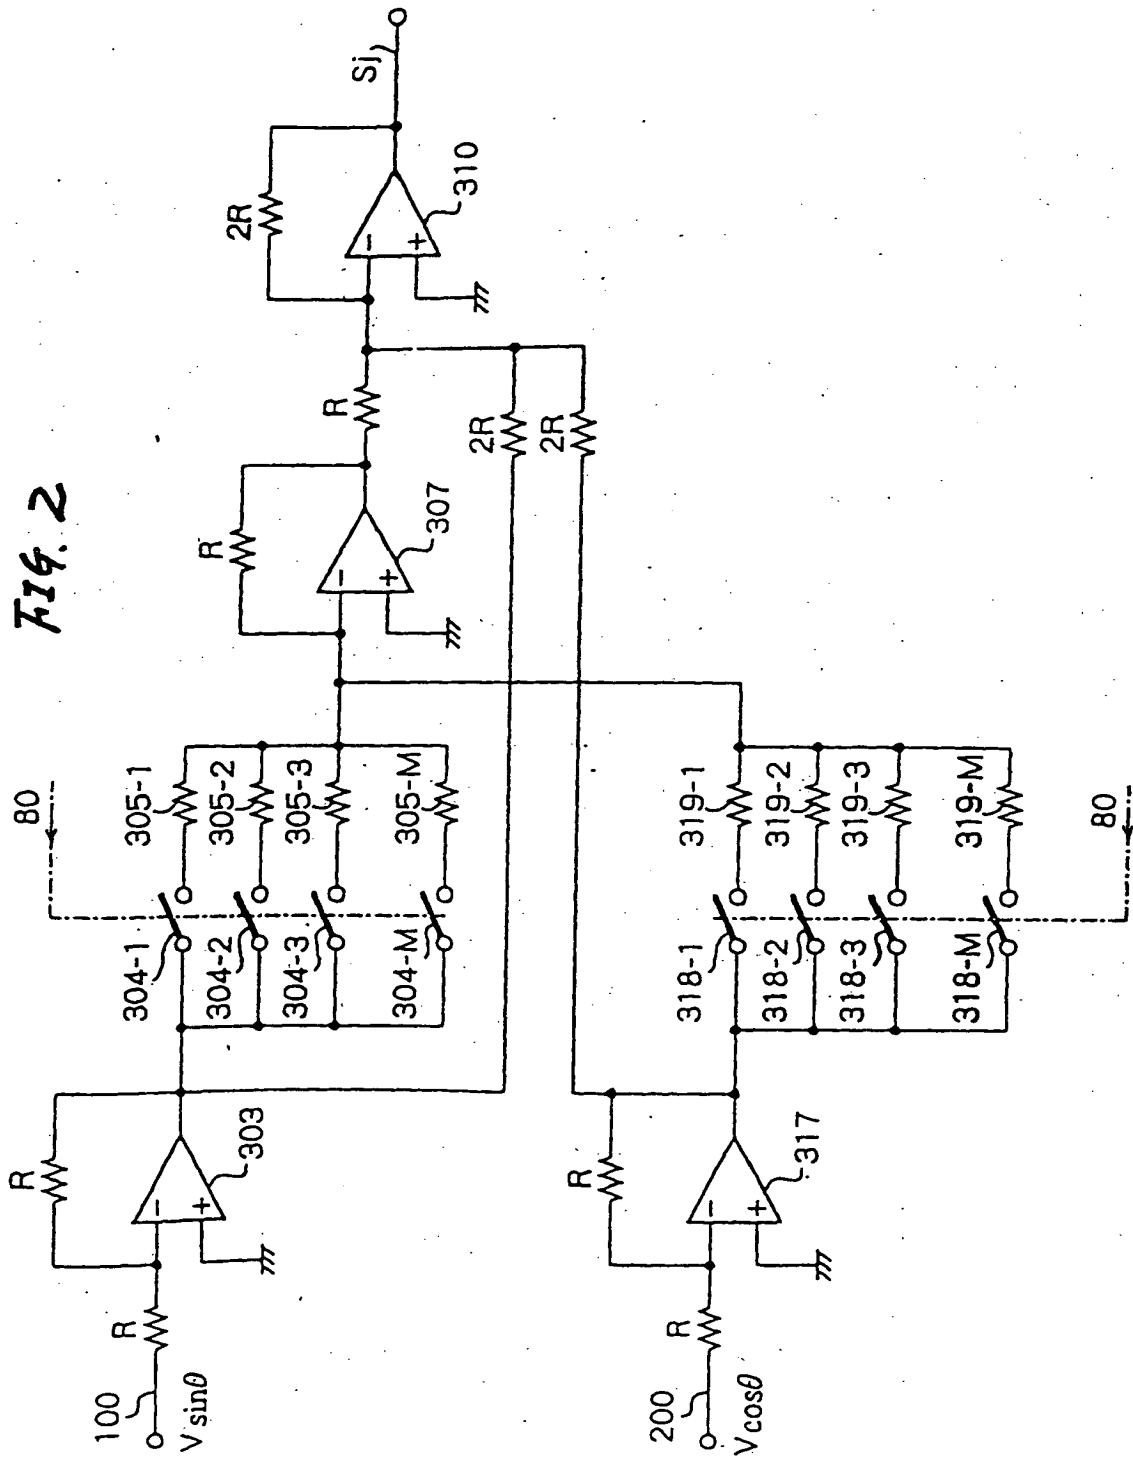 FIG. 2
80
R
100
R
V sinθ
303
304-1
304-2
304-3
304-M
305-1
305-2
305-3
305-M
R
307
R
2R
310
Sj
2R
2R
200
R
R
V cosθ
317
318-1
318-2
318-3
318-M
319-1
319-2
319-3
319-M
80